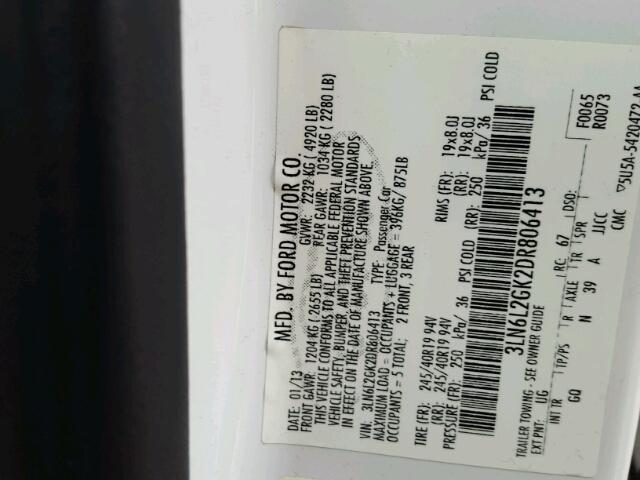 MFD. BY FORD MOTOR CO.
DATE: 01/13 GVWR: 2232 KG ( 4920 LB)
FRONT GAWR: 1204 KG ( 2655 LB) REAR GAWR: 1034 KG ( 2280 LB)
THIS VEHICLE CONFORMS TO ALL APPLICABLE FEDERAL MOTOR
VEHICLE SAFETY, BUMPER, AND THEFT PREVENTION STANDARDS
IN EFFECT ON THE DATE OF MANUFACTURE SHOWN ABOVE.
VIN: 3LN6L2GK2DR806413 TYPE: Passenger Car
MAXIMUM LOAD = OCCUPANTS + LUGGAGE = 396KG/ 875LB
OCCUPANTS = 5 TOTAL; 2 FRONT, 3 REAR
TIRE (FR): 245/40R19 94V RIMS (FR): 19x8.0J
(RR): 245/40R19 94V (RR): 19x8.0J
PRESSURE (FR): 250 kPa/ 36 PSI COLD (RR): 250 kPa/ 36 PSI COLD
3LN6L2GK2DR806413
TRAILER TOWING - SEE OWNER GUIDE
EXT PNT: UG RC: 67 DSO:
F0065
R0073
INT TR TP/PS R AXLE TR SPR
GQ N 39 A JJCC
CMC 5U5A-5420472-AA